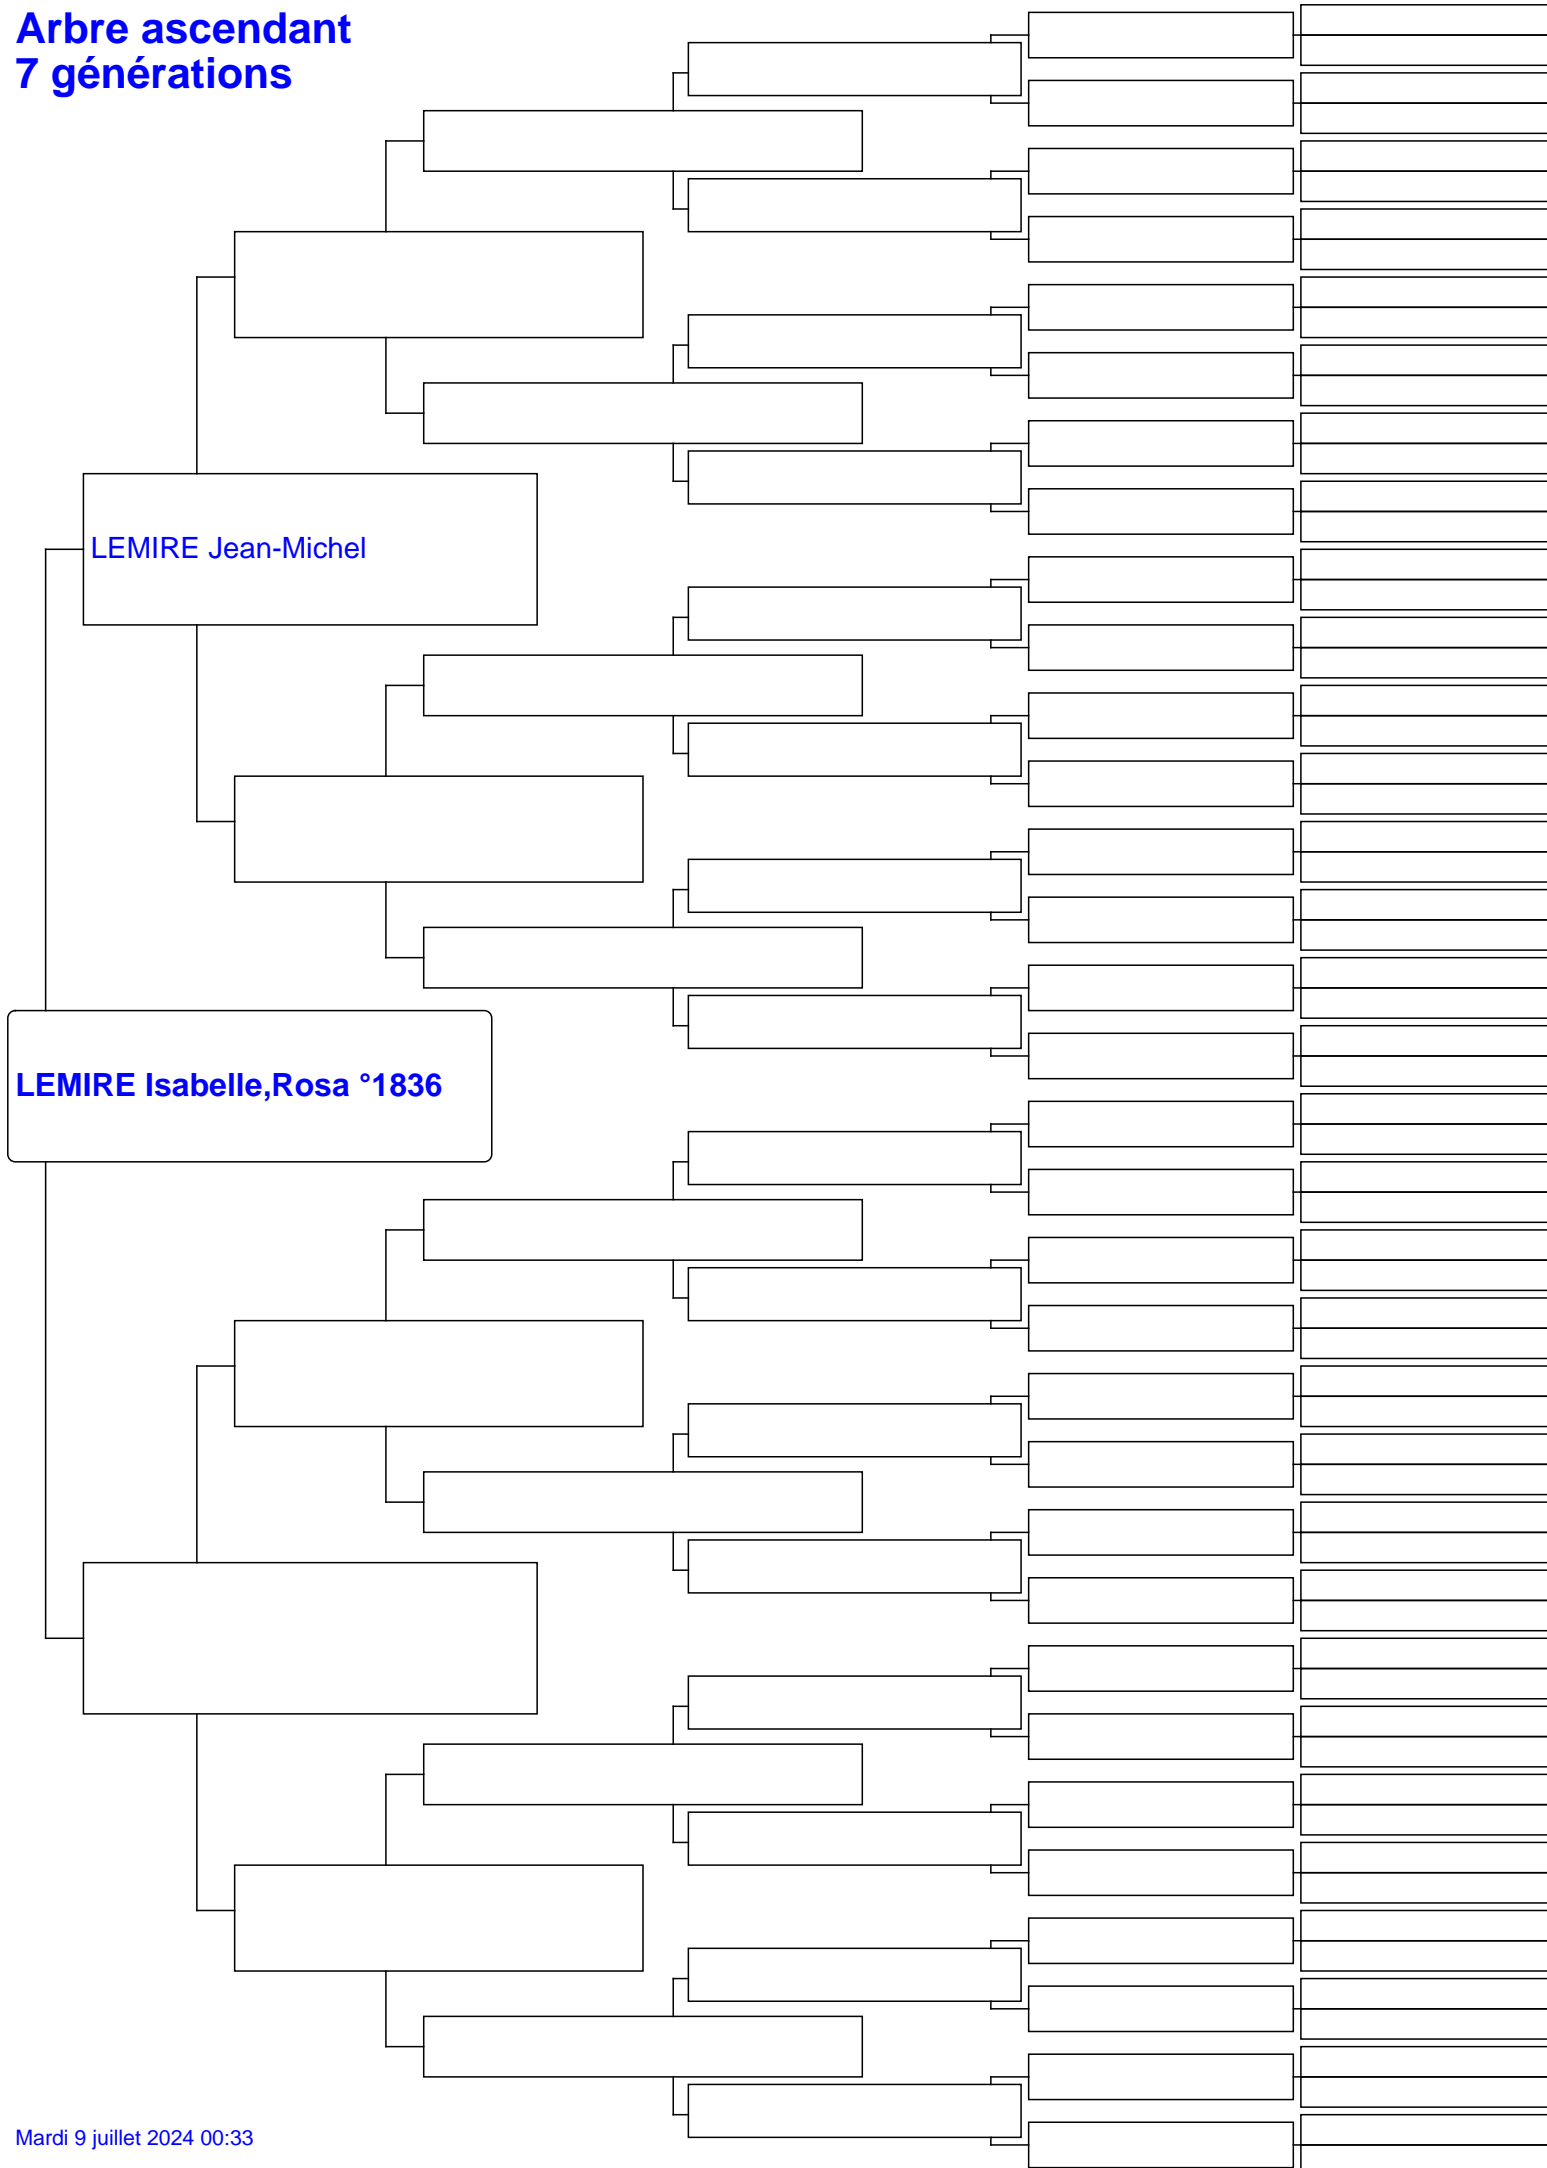 Arbre ascendant
7 générations
LEMIRE Jean-Michel
LEMIRE Isabelle,Rosa °1836
Mardi 9 juillet 2024 00:33